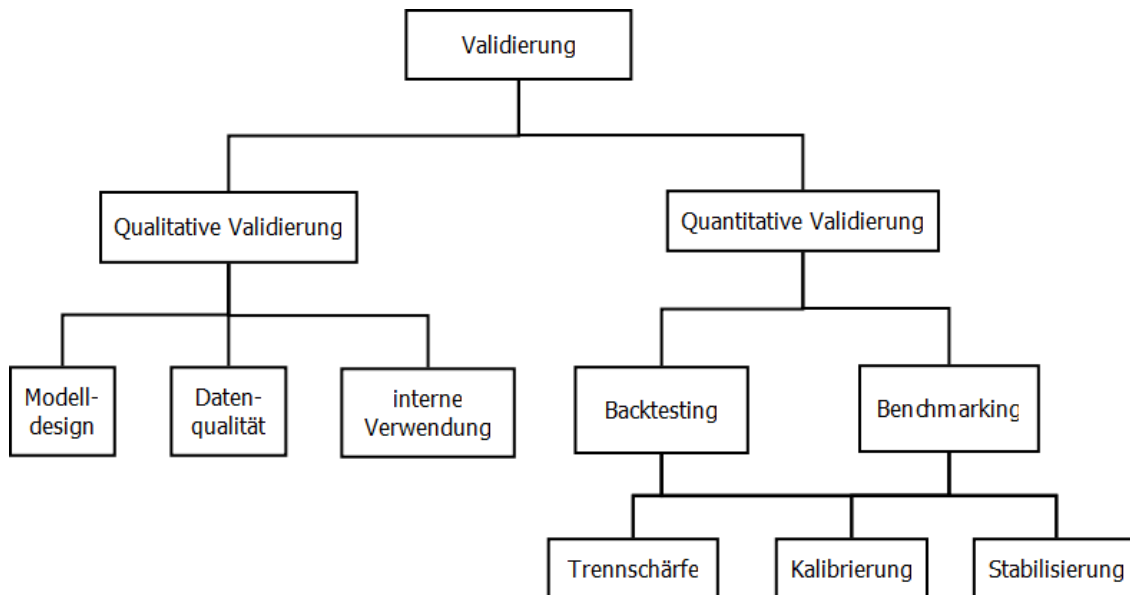 Validierung
Qualitative Validierung
Quantitative Validierung
Modell-
design
Daten-
qualität
interne
Verwendung
Backtesting
Benchmarking
Trennschärfe
Kalibrierung
Stabilisierung